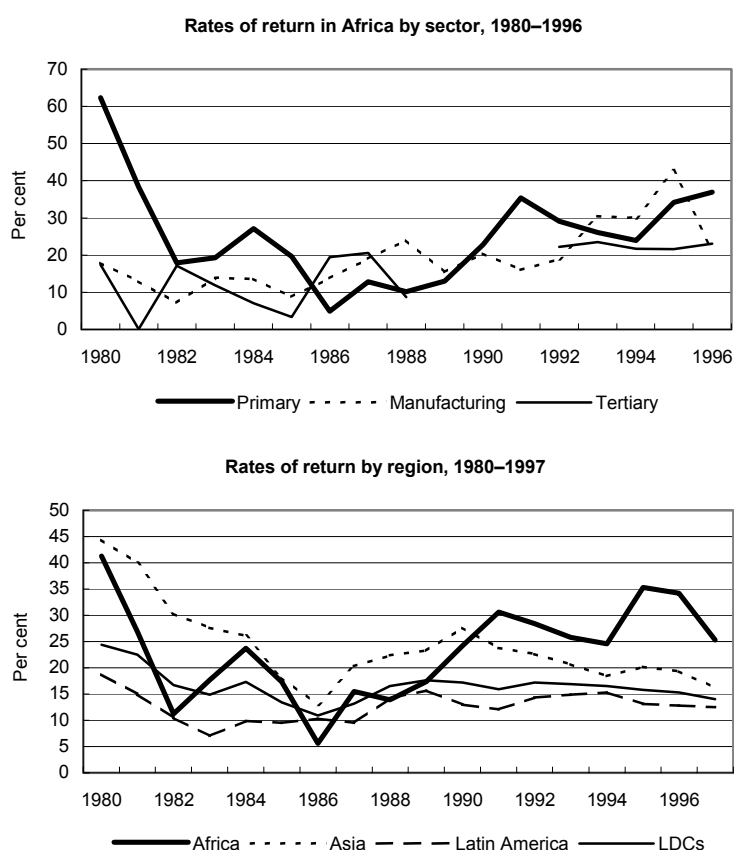 Rates of return in Africa by sector, 1980–1996
70
60
50
40
30
20
10
0
Per cent
1980 1982 1984 1986 1988 1990 1992 1994 1996
Primary Manufacturing Tertiary
Rates of return by region, 1980–1997
50
45
40
35
30
25
20
15
10
5
0
Per cent
1980 1982 1984 1986 1988 1990 1992 1994 1996
Africa Asia Latin America LDCs